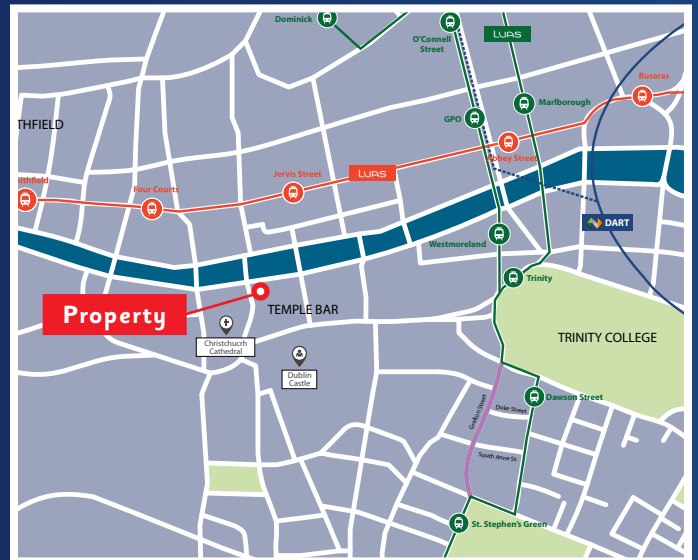 Dominick
O'Connell
Street
LUAS
Busaras
Marlborough
GPO
THFIELD
Abbey Street
Jervis Street
LUAS
ithfield
Four Courts
DART
Westmoreland
Trinity
Property
TEMPLE BAR
Christchucrh
Cathedral
TRINITY COLLEGE
Dublin
Castle
Dawson Street
Grafton Street
Duke Street
South Anne St.
St. Stephen's Green